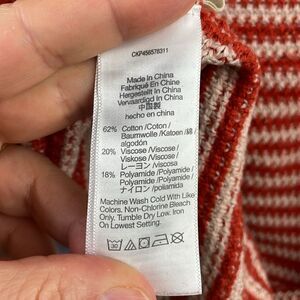 CKP456578311
Made In China
Fabriqué En Chine
Hergestellt In China
Vervaardigd In China
中国製
hecho en china
62% Cotton /Coton /
Baumwolle /Katoen /綿
algodón
20% Viscose /Viscose /
Viskose /Viscose /
レーヨン /Viscosa
18% Polyamide /Polyamide /
Polyamid /Polyamide /
ナイロン /poliamida
Machine Wash Cold With Like
Colors, Non-Chlorine Bleach
Only. Tumble Dry Low. Iron
On Lowest Setting.
30